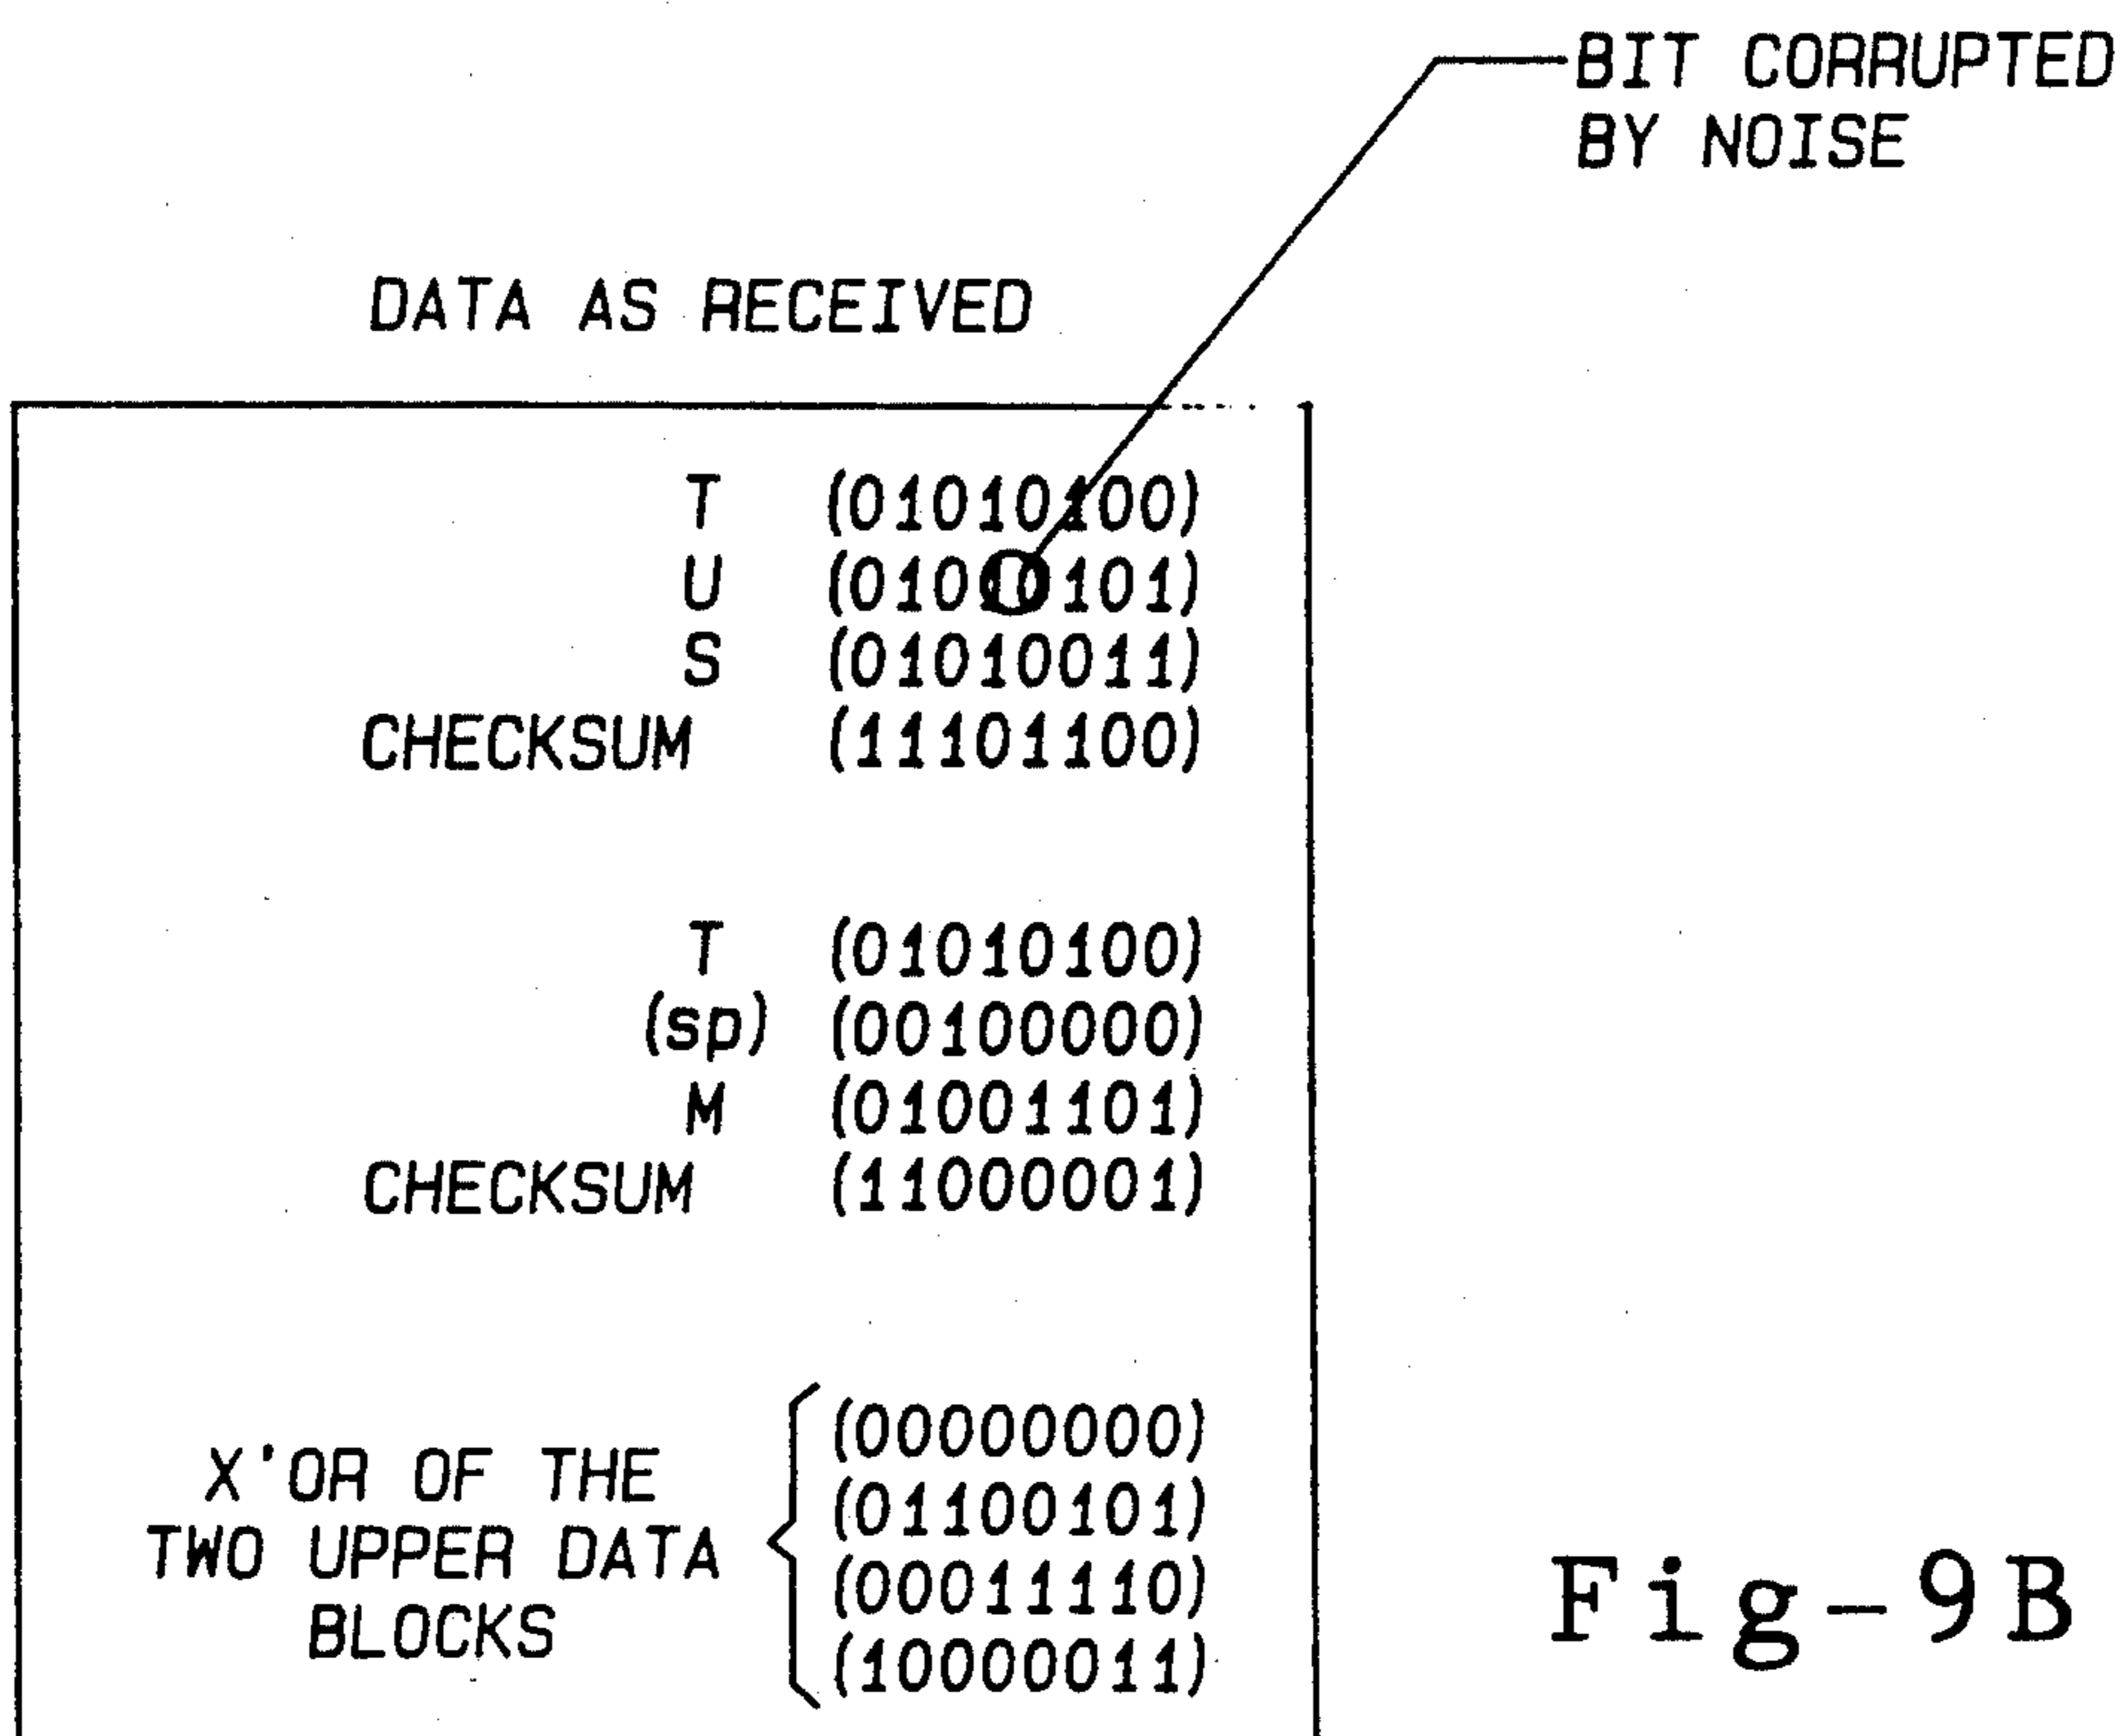 BIT CORRUPTED
BY NOISE
DATA AS RECEIVED
T (01010100)
U (01010101)
S (01010011)
CHECKSUM (11101100)
T (01010100)
(sp) (00100000)
M (01001101)
CHECKSUM (11000001)
X'OR OF THE
TWO UPPER DATA
BLOCKS
(00000000)
(01100101)
(00011110)
(10000011)
Fig-9B